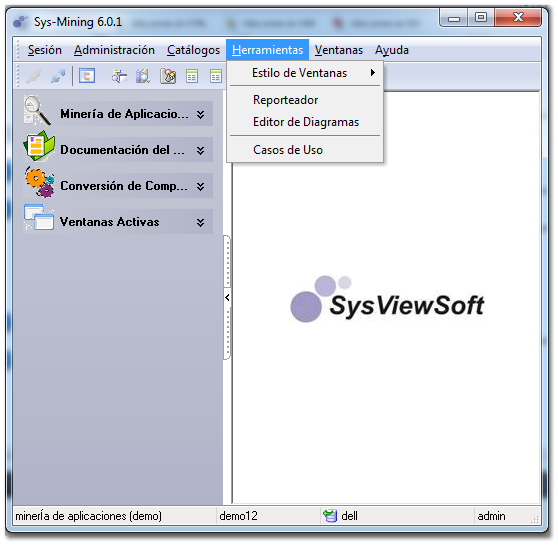 Sys-Mining 6.0.1
Sesión Administración Catálogos Herramientas Ventanas Ayuda
Estilo de Ventanas
Reporteador
Editor de Diagramas
Casos de Uso
Minería de Aplicacio...
Documentación del ...
Conversión de Comp...
Ventanas Activas
SysViewSoft
minería de aplicaciones (demo) demo12 dell admin